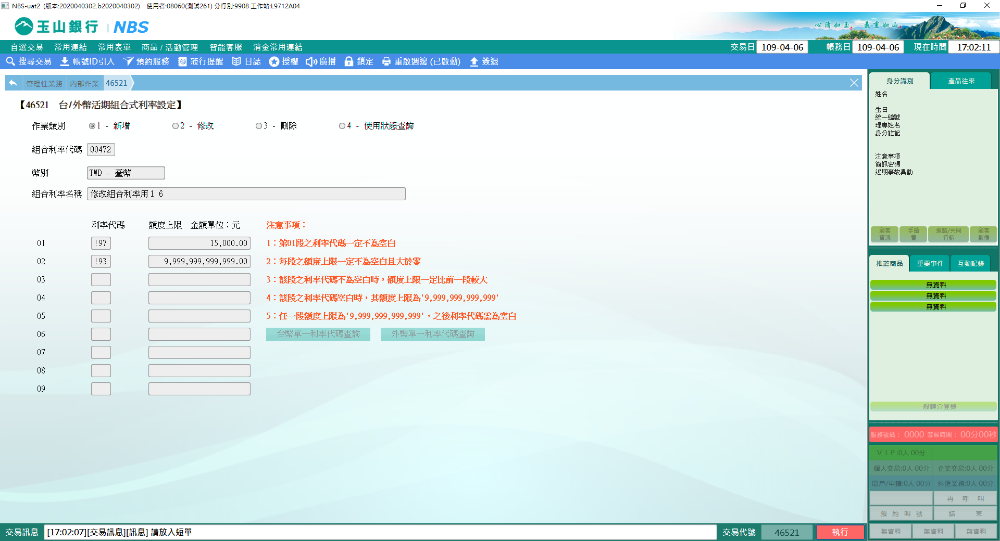 NBS-uat2 (版本:2020040302.b2020040302) 使用者:08060(測試261) 分行別:9908 工作站:L9712A04
玉山銀行 | NBS
心清如玉 義重如山
自選交易 常用連結 常用表單 商品 / 活動管理 智能客服 消金常用連結 交易日 109-04-06 帳務日 109-04-06 現在時間 17:02:11
搜尋交易 帳號ID引入 預約服務 蒞行提醒 日誌 授權 廣播 鎖定 重啟週邊 (已啟動) 簽退
管理性業務 內部作業 46521
【46521 台/外幣活期組合式利率設定】
作業類別 1 - 新增 2 - 修改 3 - 刪除 4 - 使用狀態查詢
組合利率代碼 00472
幣別 TWD - 臺幣
組合利率名稱 修改組合利率用１６
利率代碼 額度上限 金額單位：元 注意事項：
01 !97 15,000.00 1：第01段之利率代碼一定不為空白
02 !93 9,999,999,999,999.00 2：每段之額度上限一定不為空白且大於零
03 3：該段之利率代碼不為空白時，額度上限一定比前一段較大
04 4：該段之利率代碼空白時，其額度上限為'9,999,999,999,999'
05 5：任一段額度上限為'9,999,999,999,999'，之後利率代碼需為空白
06 台幣單一利率代碼查詢 外幣單一利率代碼查詢
07
08
09
身分識別 產品往來
姓名
生日
統一編號
理專姓名
身分註記
注意事項
簡訊密碼
近期事故異動
顧客資訊 手續費 通路/共同行銷 顧客影像
推薦商品 重要事件 互動記錄
無資料
無資料
無資料
一般轉介登錄
服務號碼： 0000 等候時間： 00分00秒
ＶＩＰ:0人 00分
個人交易:0人 00分 企業交易:0人 00分
開戶/申請:0人 00分 外匯業務:0人 00分
再 呼 叫
預 約 叫 號 結 束
無資料 無資料 無資料
交易訊息 [17:02:07][交易訊息][訊息] 請放入短單 交易代號 46521 執行